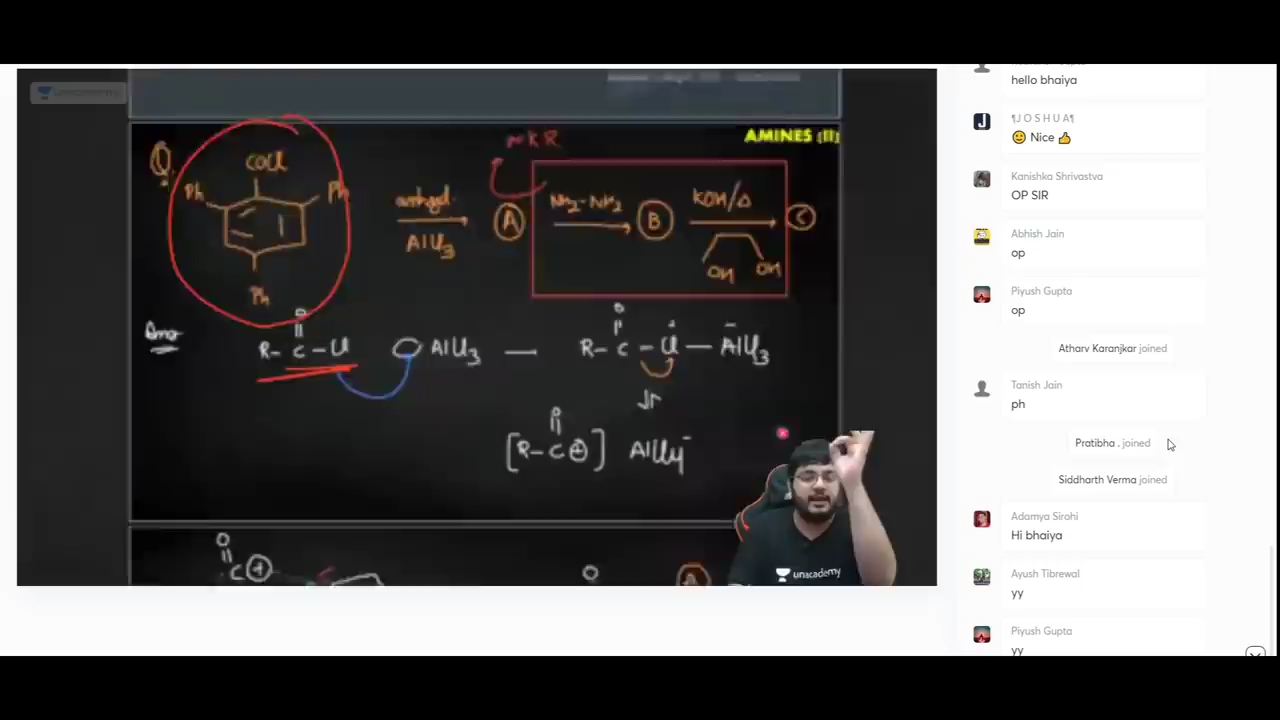 unacademy
AMINES (II)
Q.
COCl
Ph
Ph
Ph
anhyd.
AlCl3
A
NH2-NH2
B
KOH/Δ
OH
OH
C
Ans
O
R-C-Cl
AlCl3
O
R-C-Cl-AlCl3
O
[R-C⊕] AlCl4-
O
C⊕
O
A
unacademy
hello bhaiya
¶J O S H U A¶
😃 Nice 👍
Kanishka Shrivastva
OP SIR
Abhish Jain
op
Piyush Gupta
op
Atharv Karanjkar joined
Tanish Jain
ph
Pratibha . joined
Siddharth Verma joined
Adamya Sirohi
Hi bhaiya
Ayush Tibrewal
yy
Piyush Gupta
yy